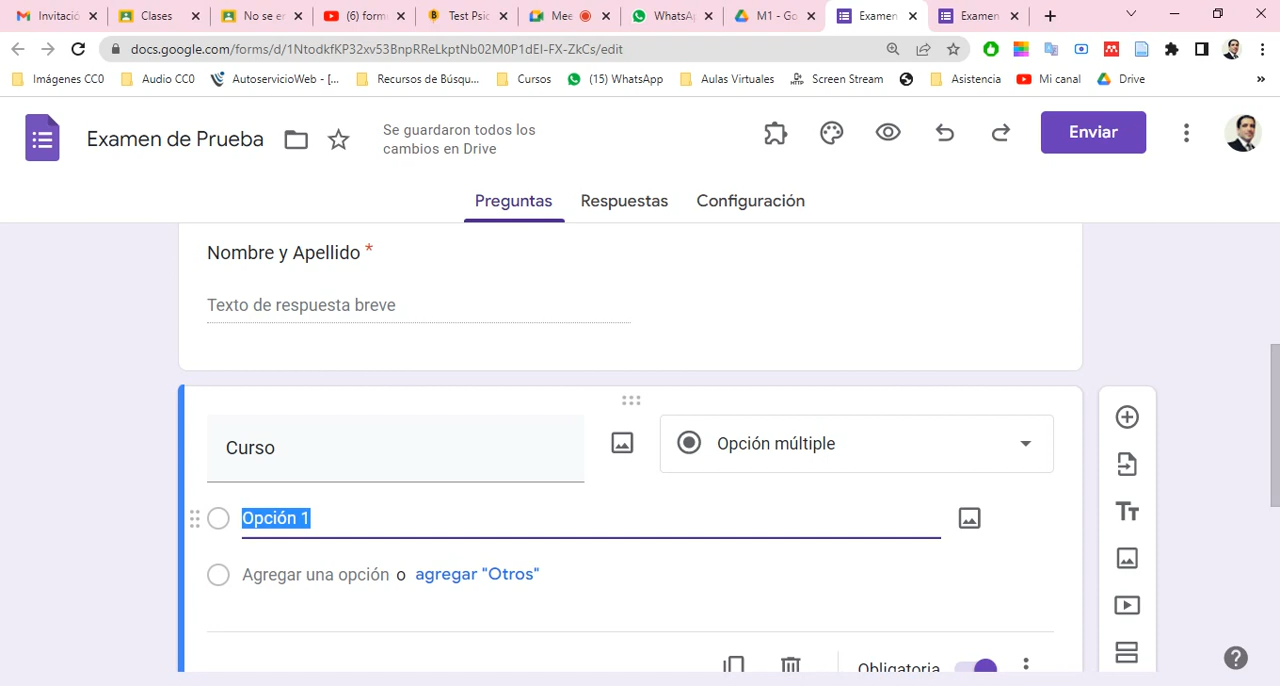 Invitació
Clases
No se er
(6) form
Test Psic
Mee
WhatsA
M1 - Go
Examen
Examen
docs.google.com/forms/d/1NtodkfKP32xv53BnpRReLkptNb02M0P1dEI-FX-ZkCs/edit
Imágenes CC0
Audio CC0
AutoservicioWeb - [...
Recursos de Búsqu...
Cursos
(15) WhatsApp
Aulas Virtuales
HTTP
Screen Stream
Asistencia
Mi canal
Drive
»
Examen de Prueba
Se guardaron todos los
cambios en Drive
Enviar
Preguntas
Respuestas
Configuración
Nombre y Apellido *
Texto de respuesta breve
Curso
Opción múltiple
Opción 1
Agregar una opción o agregar "Otros"
Obligatoria